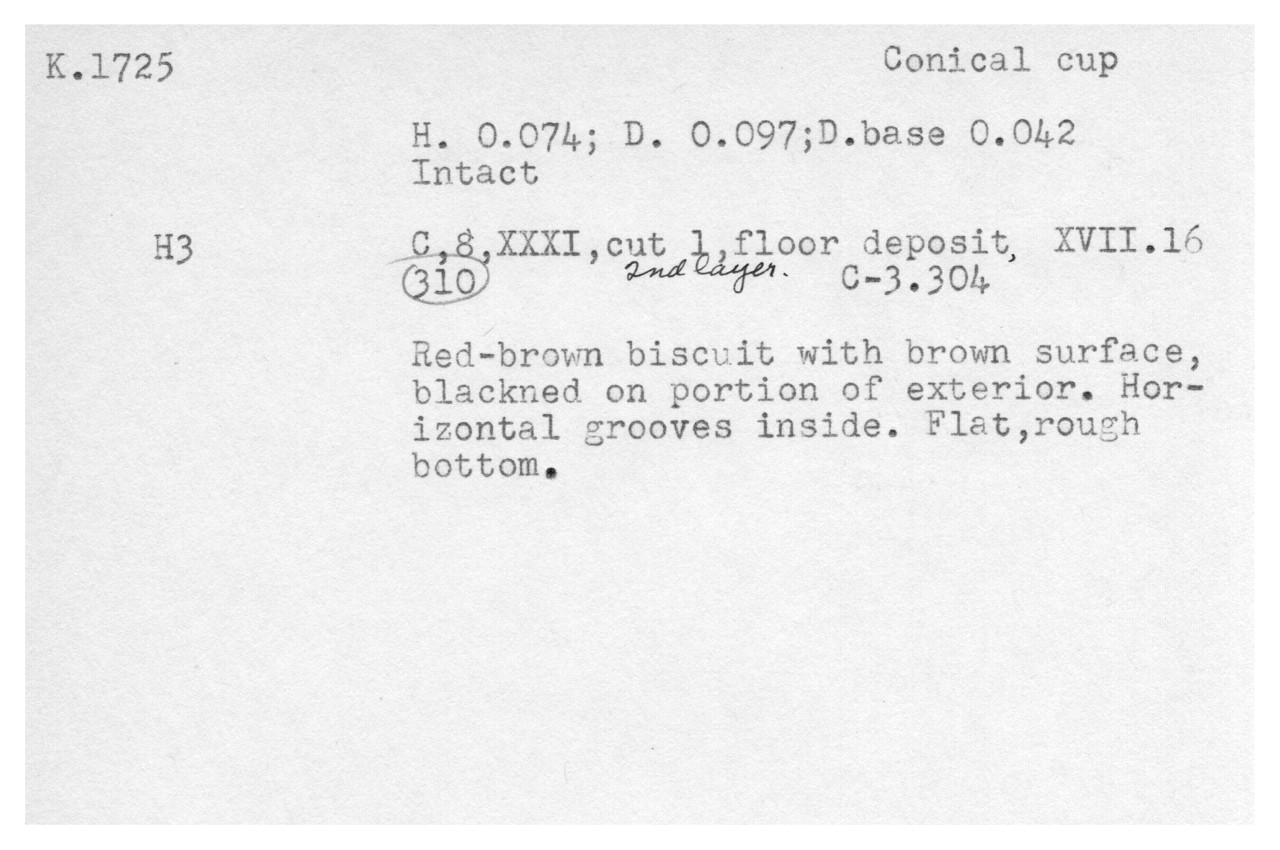 K.1725 Conical cup
H. 0.074; D. 0.097;D.base 0.042
Intact
H3 C,8,XXXI,cut 1,floor deposit, XVII.16
310 2nd layer. C-3.304
Red-brown biscuit with brown surface,
blackned on portion of exterior. Hor-
izontal grooves inside. Flat,rough
bottom.